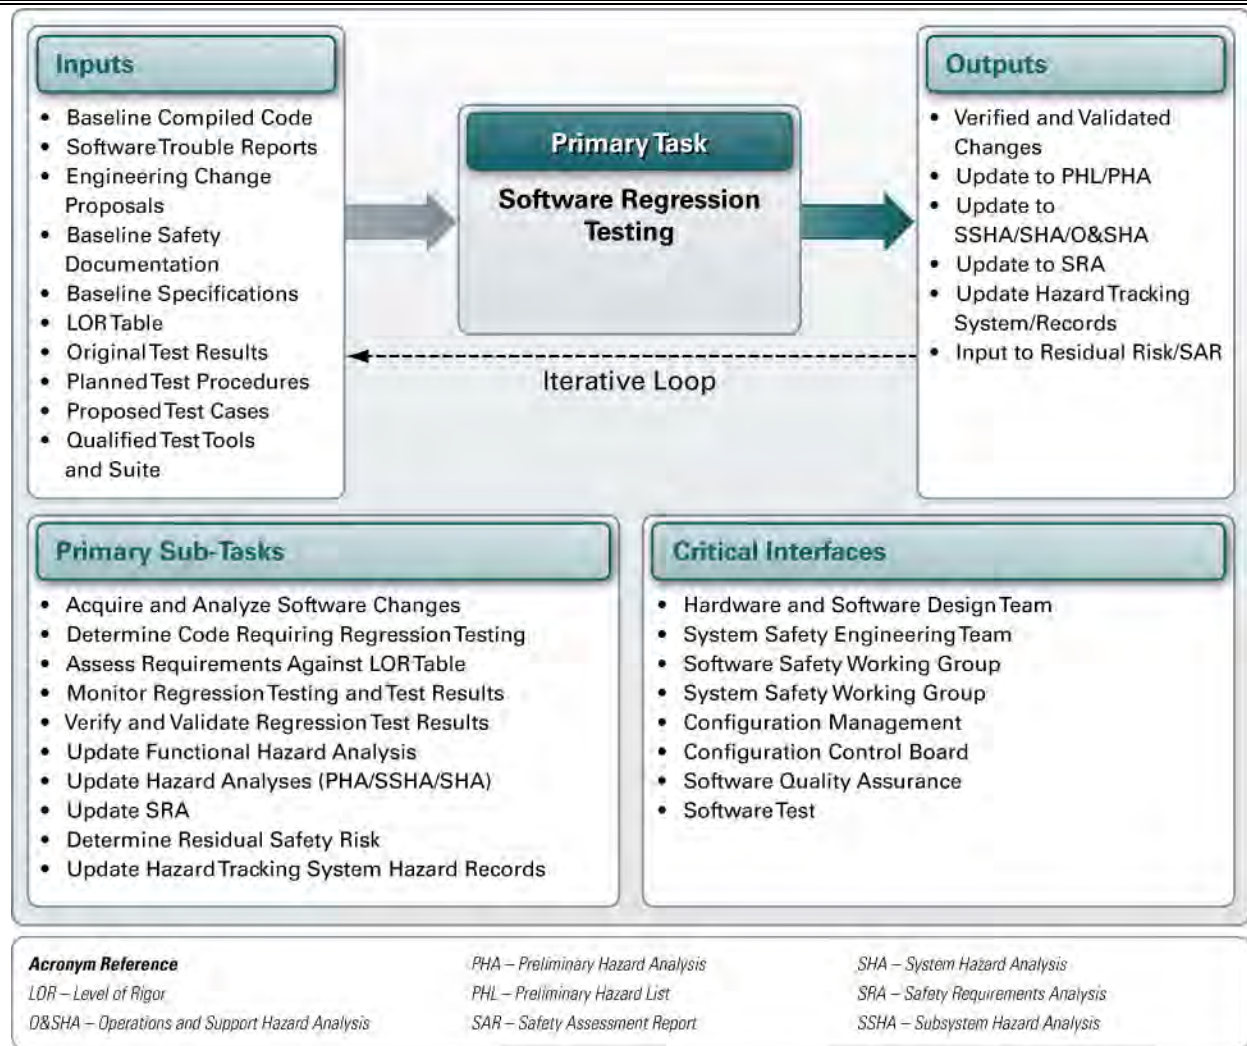 Inputs
• Baseline Compiled Code
• Software Trouble Reports
• Engineering Change
Proposals
• Baseline Safety
Documentation
• Baseline Specifications
• LOR Table
• Original Test Results
• Planned Test Procedures
• Proposed Test Cases
• Qualified Test Tools
and Suite
Primary Task
Software Regression
Testing
Iterative Loop
Outputs
• Verified and Validated
Changes
• Update to PHL/PHA
• Update to
SSHA/SHA/O&SHA
• Update to SRA
• Update Hazard Tracking
System/Records
• Input to Residual Risk/SAR
Primary Sub-Tasks
• Acquire and Analyze Software Changes
• Determine Code Requiring Regression Testing
• Assess Requirements Against LOR Table
• Monitor Regression Testing and Test Results
• Verify and Validate Regression Test Results
• Update Functional Hazard Analysis
• Update Hazard Analyses (PHA/SSHA/SHA)
• Update SRA
• Determine Residual Safety Risk
• Update Hazard Tracking System Hazard Records
Critical Interfaces
• Hardware and Software Design Team
• System Safety Engineering Team
• Software Safety Working Group
• System Safety Working Group
• Configuration Management
• Configuration Control Board
• Software Quality Assurance
• Software Test
Acronym Reference
LOR – Level of Rigor
O&SHA – Operations and Support Hazard Analysis
PHA – Preliminary Hazard Analysis
PHL – Preliminary Hazard List
SAR – Safety Assessment Report
SHA – System Hazard Analysis
SRA – Safety Requirements Analysis
SSHA – Subsystem Hazard Analysis